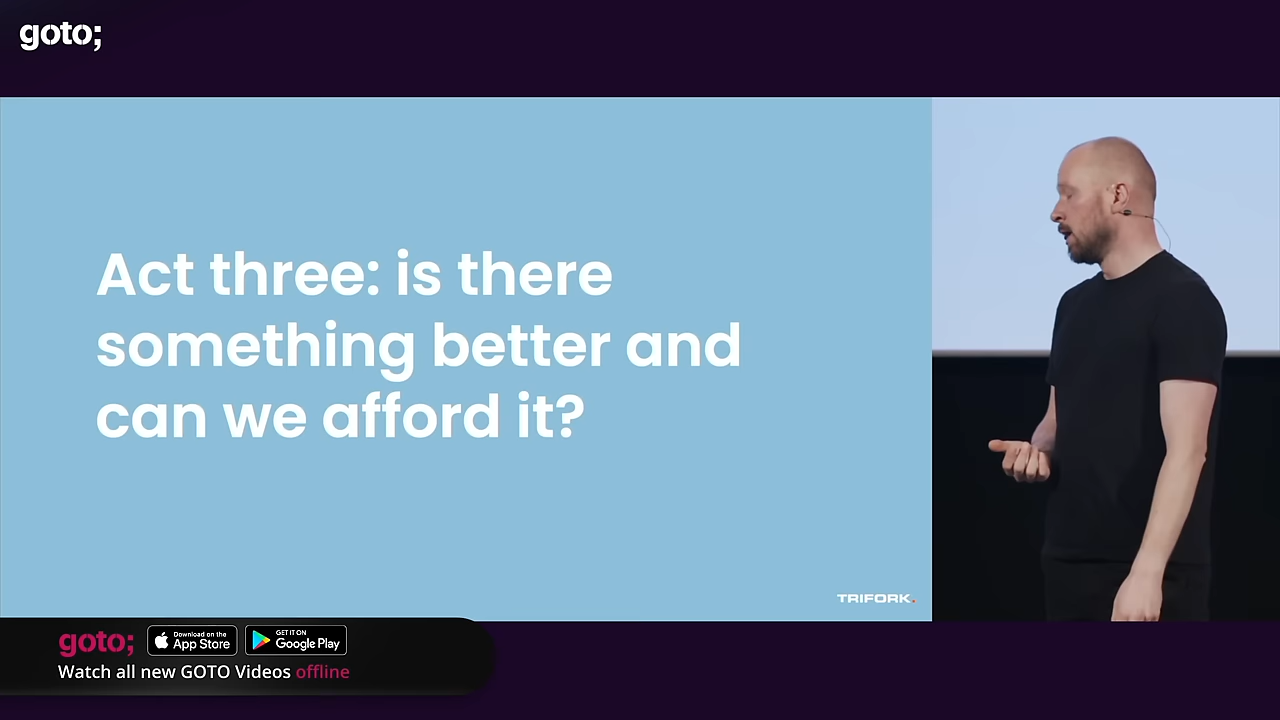 goto;
Act three: is there
something better and
can we afford it?
TRIFORK.
goto;
Download on the
App Store
GET IT ON
Google Play
Watch all new GOTO Videos offline